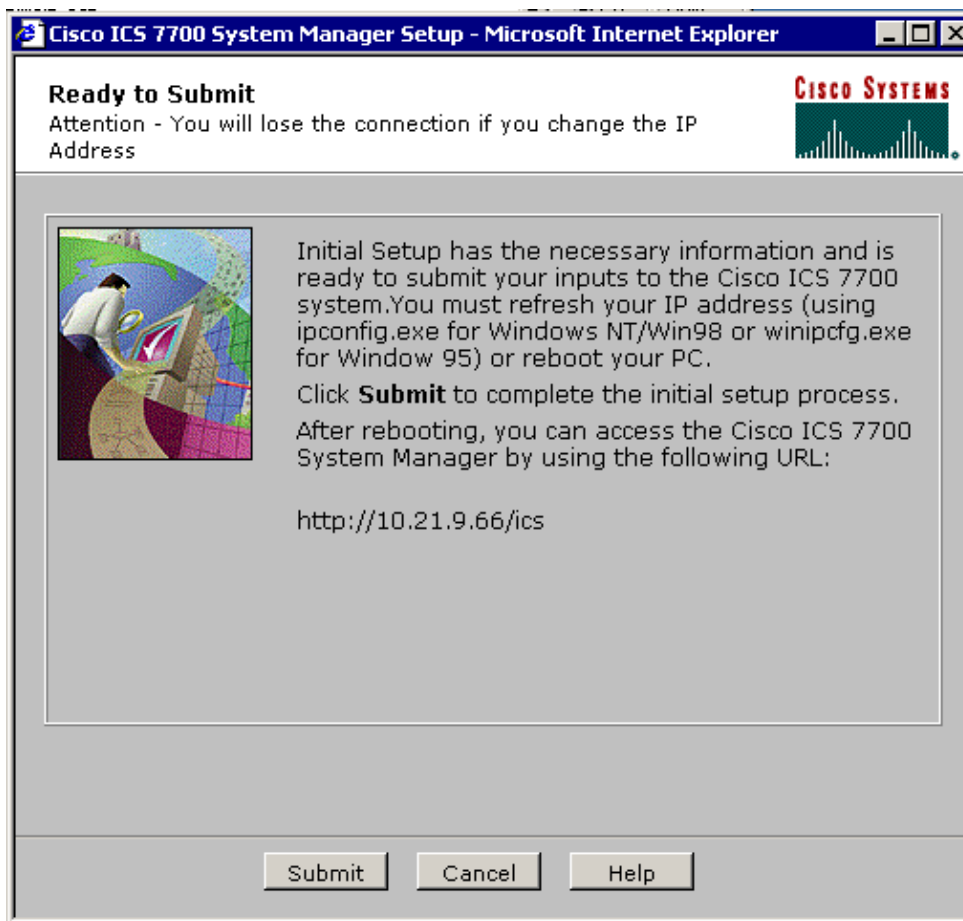 Cisco ICS 7700 System Manager Setup - Microsoft Internet Explorer
Ready to Submit
Attention - You will lose the connection if you change the IP
Address
CISCO SYSTEMS
Initial Setup has the necessary information and is
ready to submit your inputs to the Cisco ICS 7700
system.You must refresh your IP address (using
ipconfig.exe for Windows NT/Win98 or winipcfg.exe
for Window 95) or reboot your PC.
Click Submit to complete the initial setup process.
After rebooting, you can access the Cisco ICS 7700
System Manager by using the following URL:
http://10.21.9.66/ics
Submit
Cancel
Help